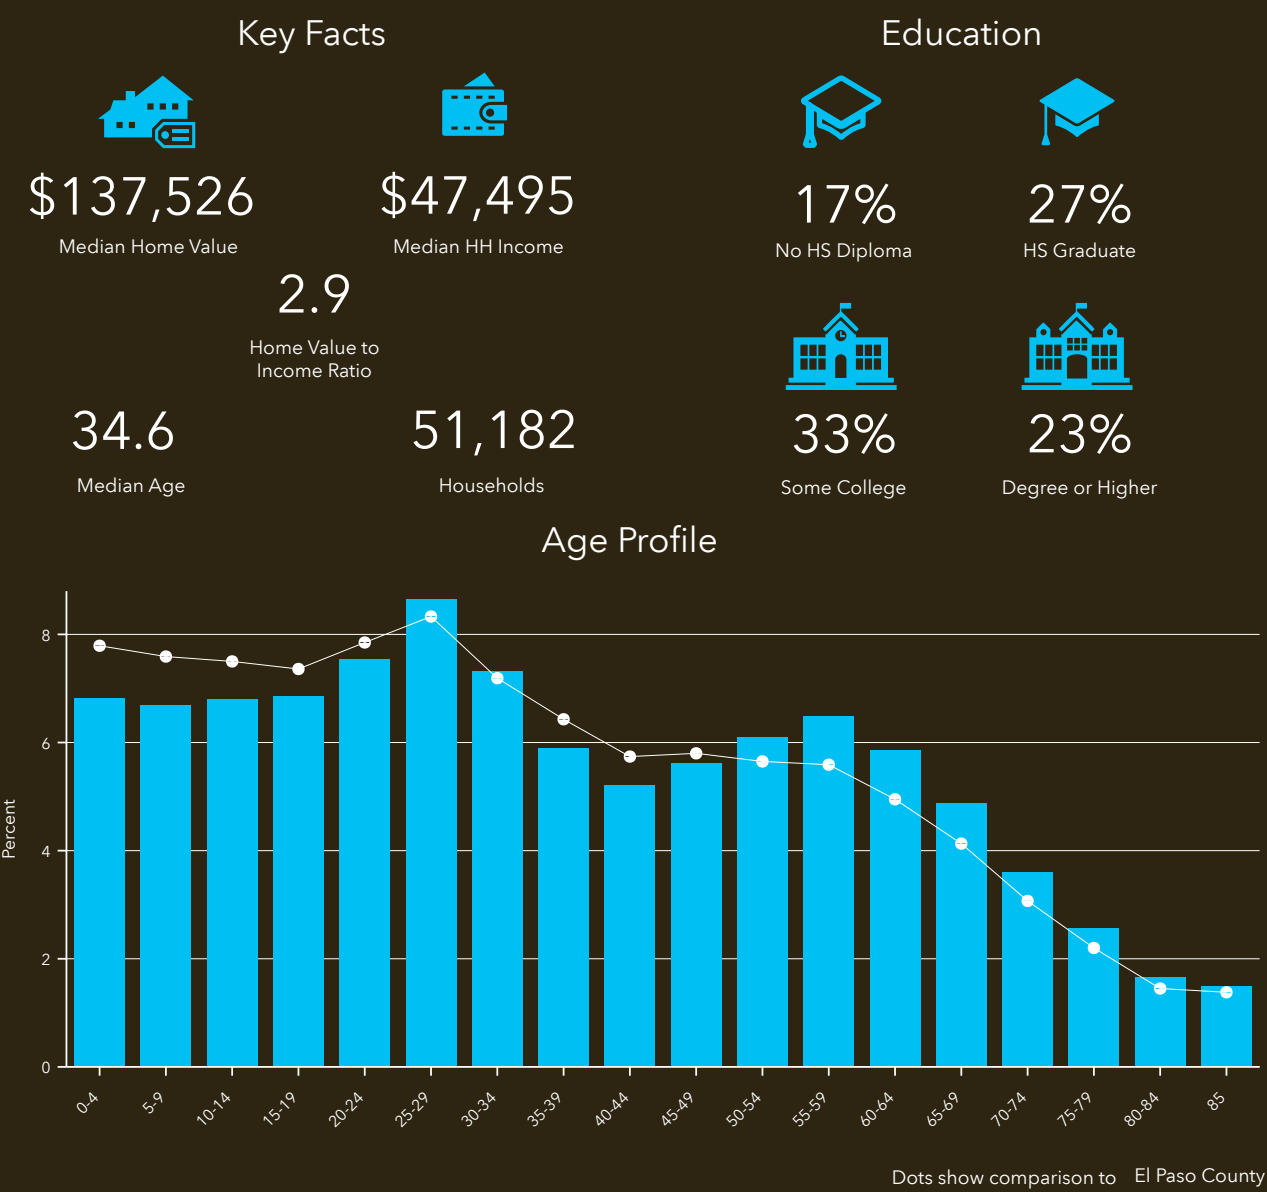 Key Facts
$137,526
Median Home Value
$47,495
Median HH Income
2.9
Home Value to
Income Ratio
34.6
Median Age
51,182
Households
Education
17%
No HS Diploma
27%
HS Graduate
33%
Some College
23%
Degree or Higher
Age Profile
Percent
8
6
4
2
0
0-4
5-9
10-14
15-19
20-24
25-29
30-34
35-39
40-44
45-49
50-54
55-59
60-64
65-69
70-74
75-79
80-84
85
Dots show comparison to El Paso County